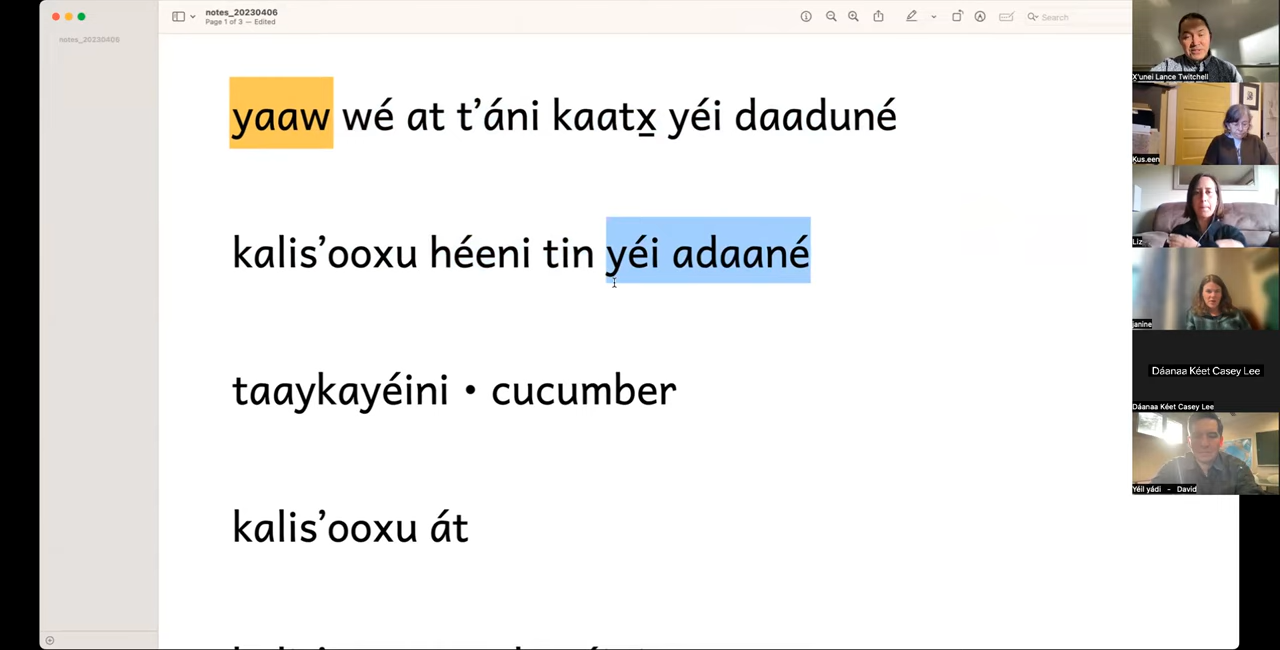 notes_20230406
Page 1 of 3 — Edited
Search
notes_20230406
yaaw wé at t’áni kaatx̱ yéi daaduné
kalis’ooxu héeni tin yéi adaané
taaykayéini • cucumber
kalis’ooxu át
X'unei Lance Twitchell
Kus.een
Liz
janine
Dáanaa Kéet Casey Lee
Dáanaa Kéet Casey Lee
Yéil yádi - David